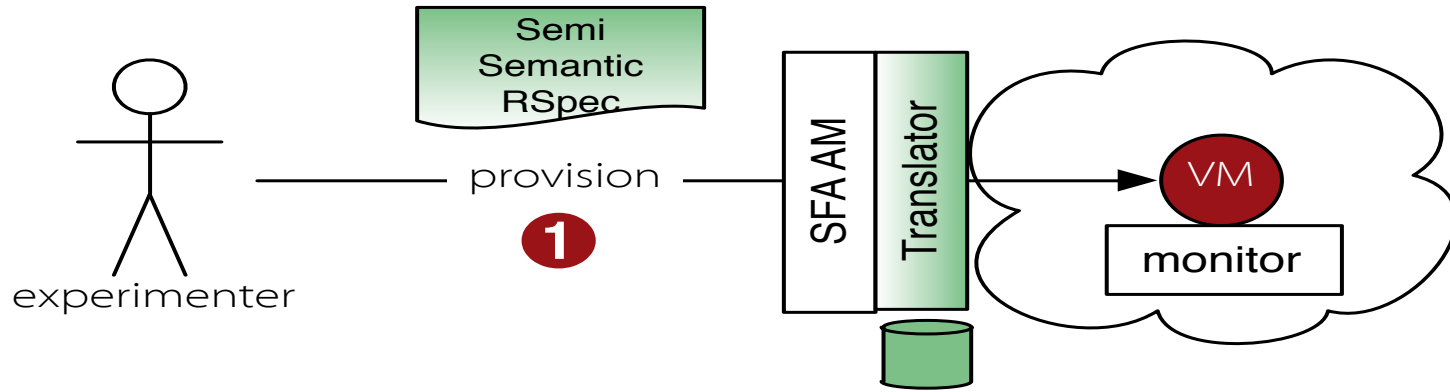 Semi
Semantic
RSpec
provision
1
experimenter
SFA AM
Translator
VM
monitor